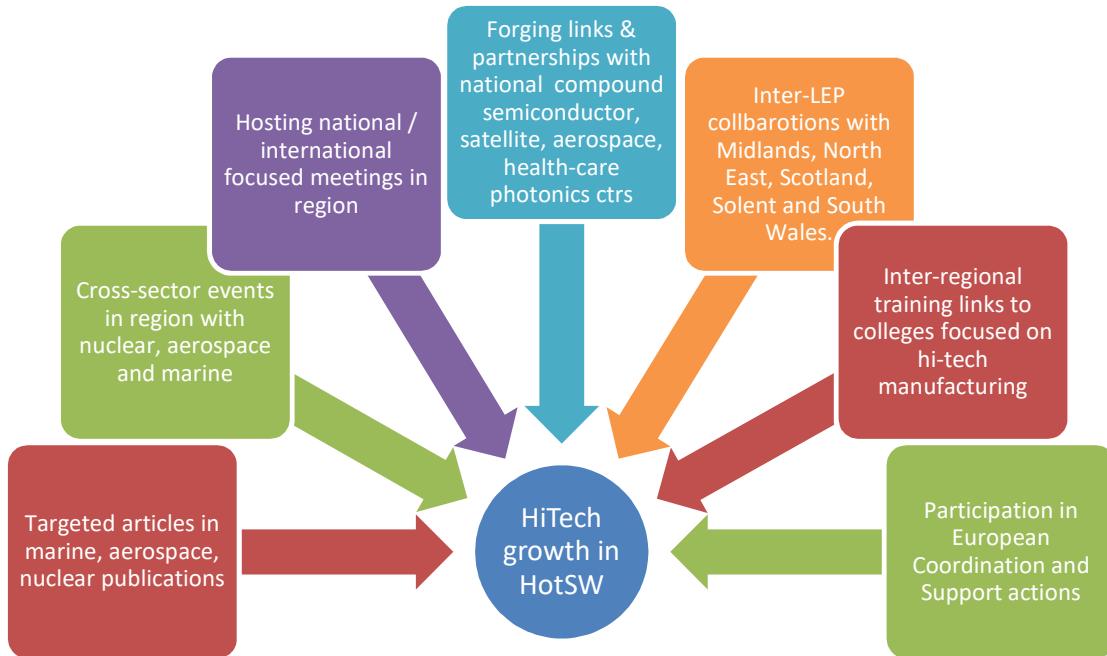 Forging links &
partnerships with
national compound
semiconductor,
satellite, aerospace,
health-care
photonics ctrs
Hosting national /
international
focused meetings in
region
Inter-LEP
collbarotions with
Midlands, North
East, Scotland,
Solent and South
Wales.
Cross-sector events
in region with
nuclear, aerospace
and marine
Inter-regional
training links to
colleges focused on
hi-tech
manufacturing
Targeted articles in
marine, aerospace,
nuclear publications
HiTech
growth in
HotSW
Participation in
European
Coordination and
Support actions